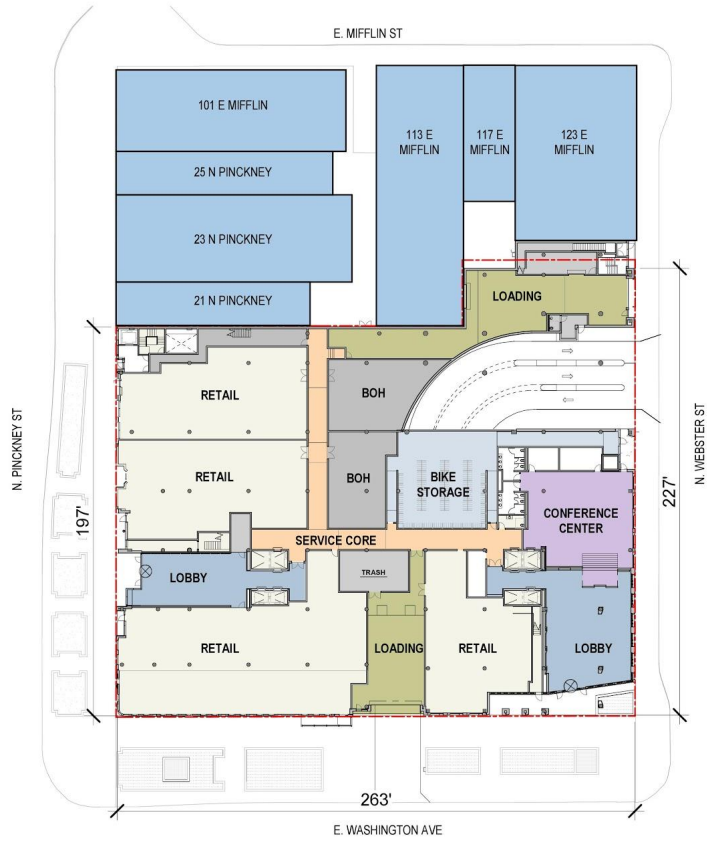 E. MIFFLIN ST
101 E MIFFLIN
113 E
MIFFLIN
117 E
MIFFLIN
123 E
MIFFLIN
25 N PINCKNEY
23 N PINCKNEY
21 N PINCKNEY
LOADING
RETAIL
BOH
N. PINCKNEY ST
N. WEBSTER ST
RETAIL
BOH
BIKE
STORAGE
CONFERENCE
CENTER
197'
227'
SERVICE CORE
LOBBY
TRASH
RETAIL
LOADING
RETAIL
LOBBY
263'
E. WASHINGTON AVE